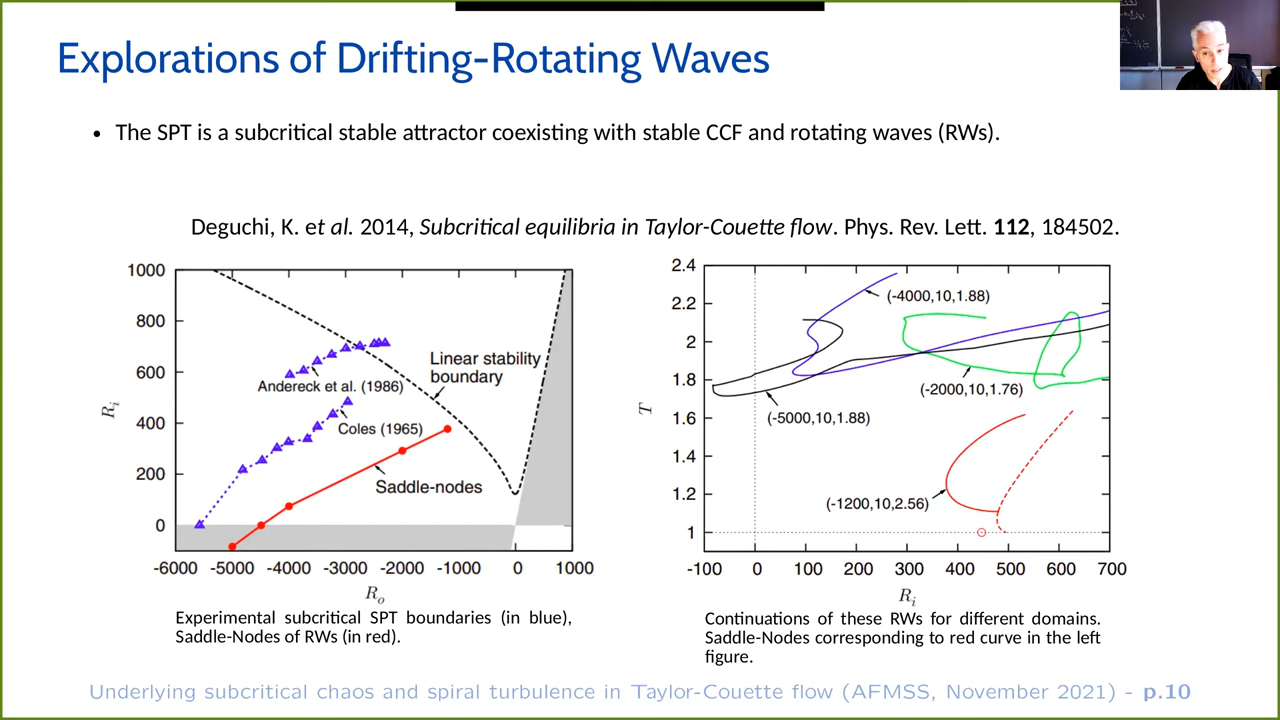 Explorations of Drifting-Rotating Waves
• The SPT is a subcritical stable attractor coexisting with stable CCF and rotating waves (RWs).
Deguchi, K. et al. 2014, Subcritical equilibria in Taylor-Couette flow. Phys. Rev. Lett. 112, 184502.
1000
800
600
400
200
0
R_i
-6000 -5000 -4000 -3000 -2000 -1000 0 1000
R_o
Linear stability
boundary
Andereck et al. (1986)
Coles (1965)
Saddle-nodes
Experimental subcritical SPT boundaries (in blue),
Saddle-Nodes of RWs (in red).
2.4
2.2
2
1.8
1.6
1.4
1.2
1
T
-100 0 100 200 300 400 500 600 700
R_i
(-4000,10,1.88)
(-2000,10,1.76)
(-5000,10,1.88)
(-1200,10,2.56)
Continuations of these RWs for different domains.
Saddle-Nodes corresponding to red curve in the left
figure.
Underlying subcritical chaos and spiral turbulence in Taylor-Couette flow (AFMSS, November 2021) - p.10